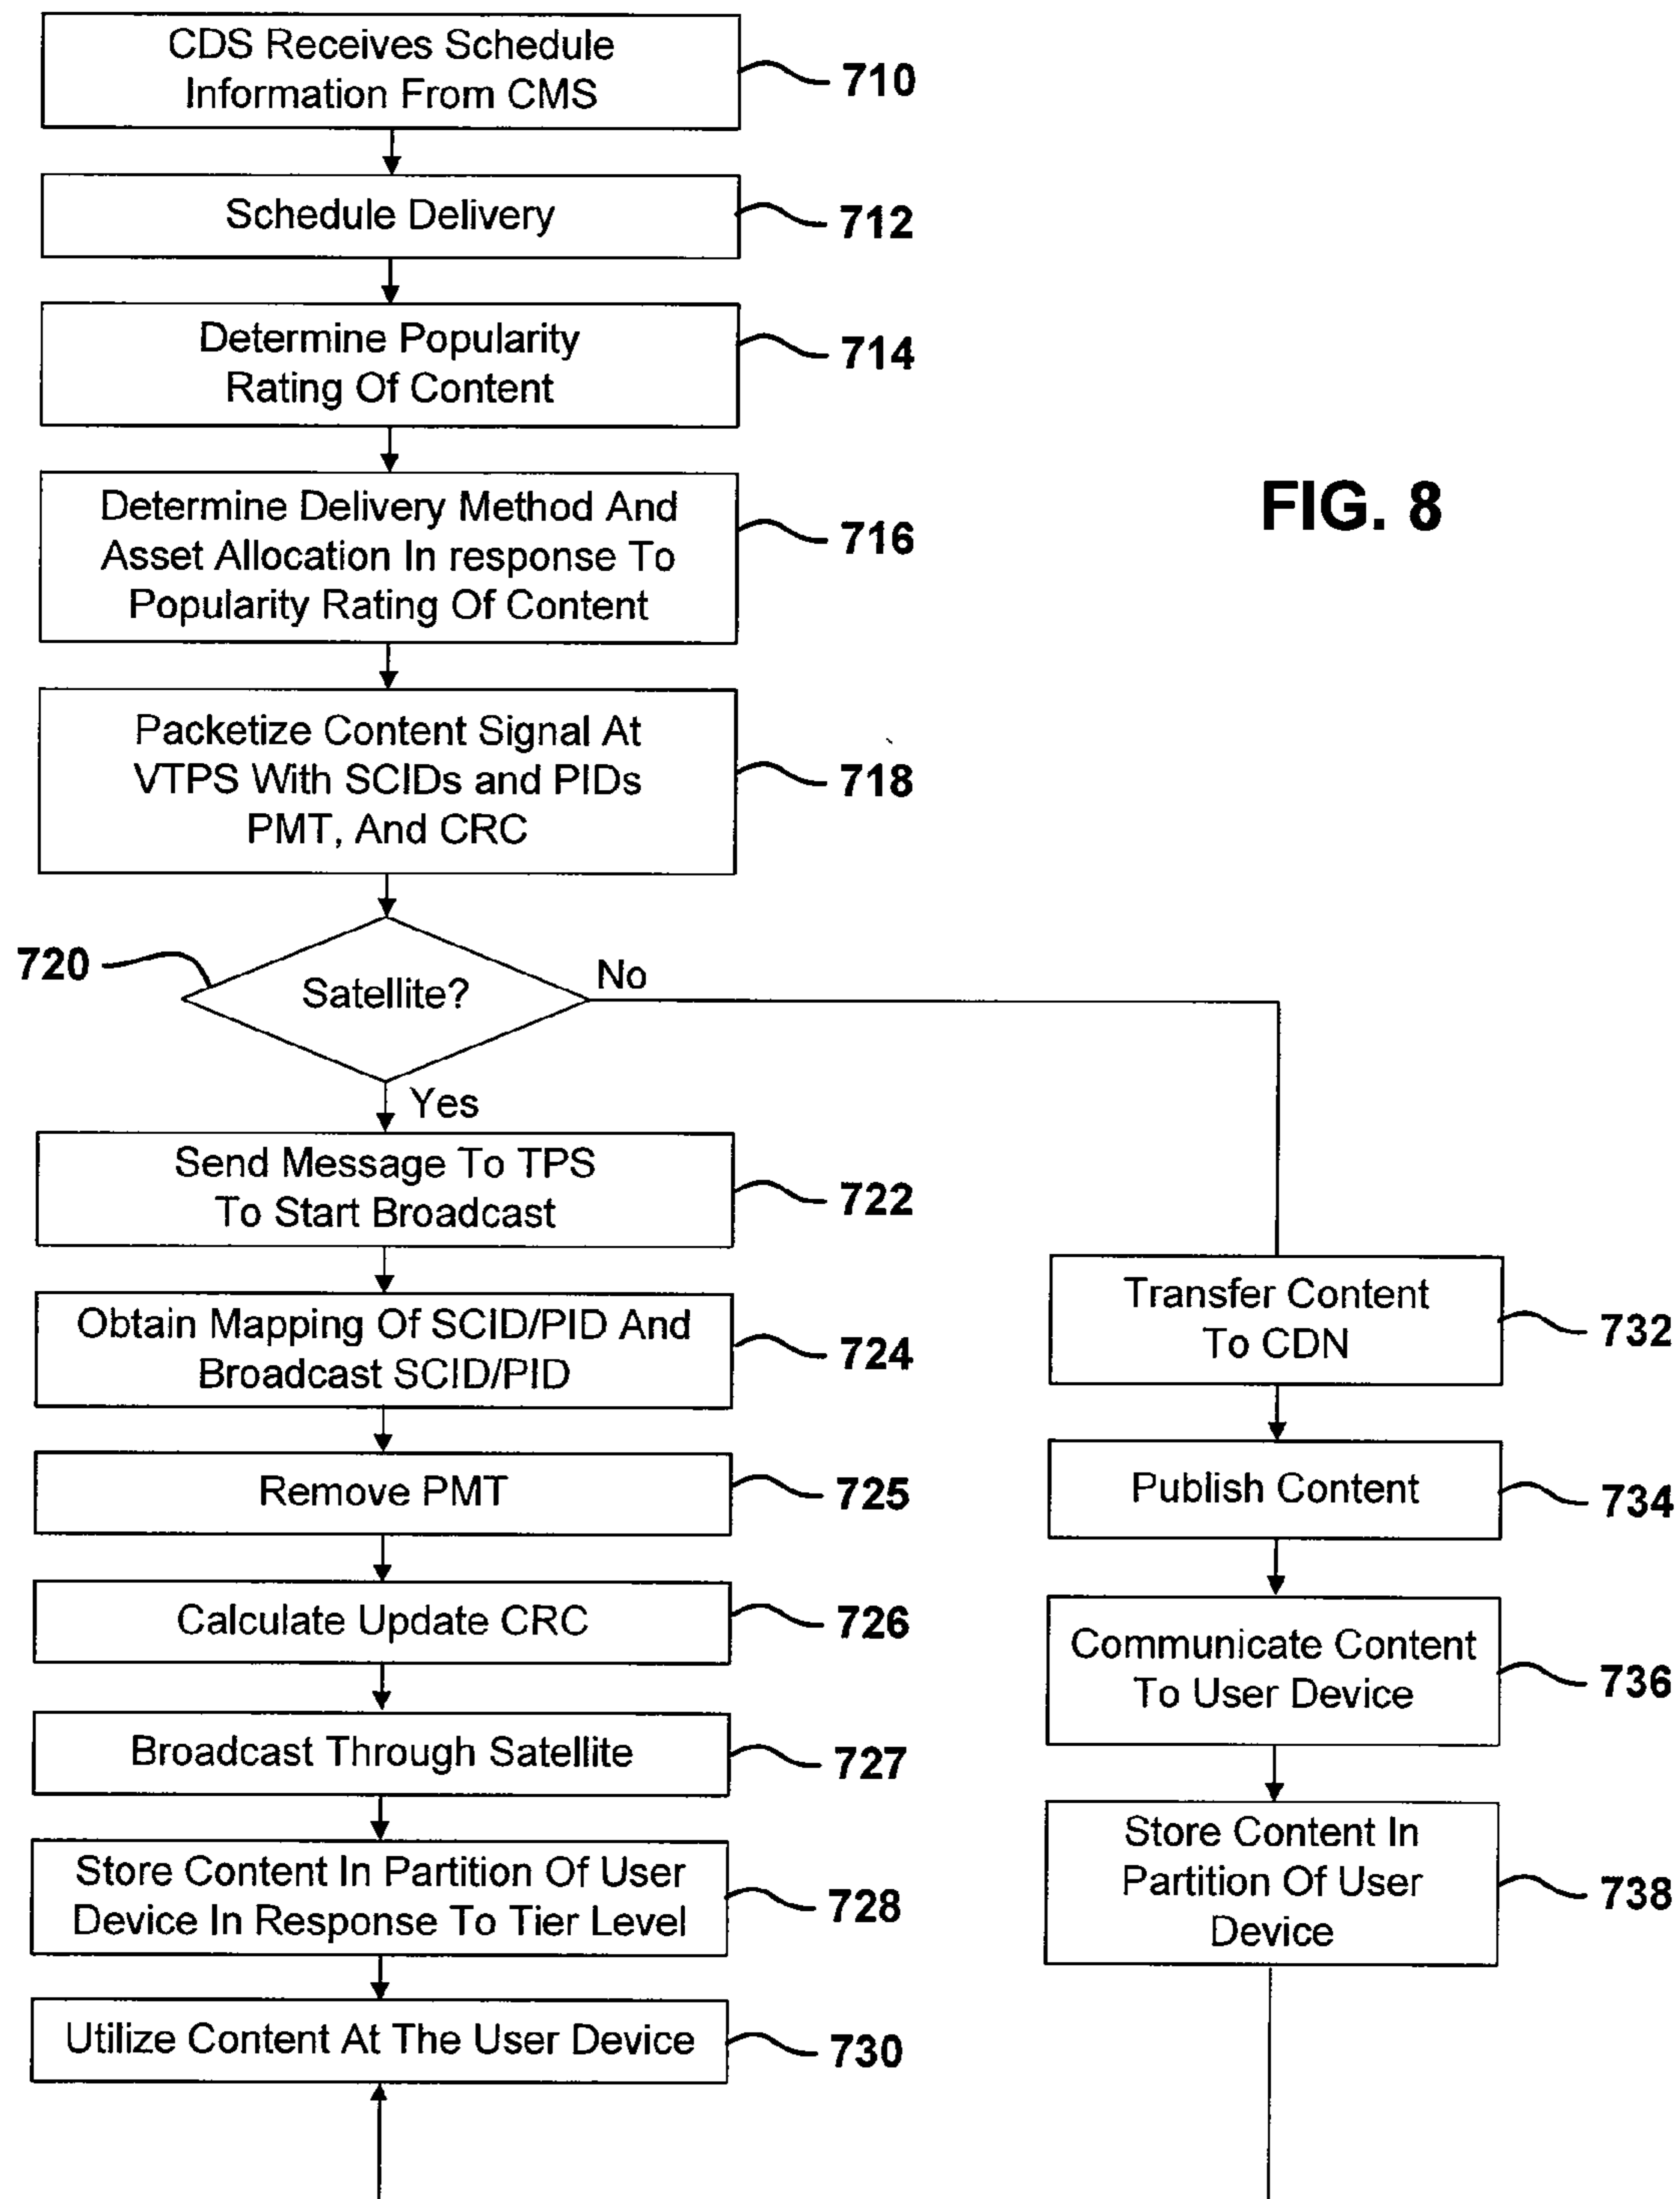 CDS Receives Schedule
Information From CMS
710
Schedule Delivery
712
Determine Popularity
Rating Of Content
714
Determine Delivery Method And
Asset Allocation In response To
Popularity Rating Of Content
716
FIG. 8
Packetize Content Signal At
VTPS With SCIDs and PIDs
PMT, And CRC
718
720
Satellite?
No
Yes
Send Message To TPS
To Start Broadcast
722
Obtain Mapping Of SCID/PID And
Broadcast SCID/PID
724
Remove PMT
725
Calculate Update CRC
726
Broadcast Through Satellite
727
Store Content In Partition Of User
Device In Response To Tier Level
728
Utilize Content At The User Device
730
Transfer Content
To CDN
732
Publish Content
734
Communicate Content
To User Device
736
Store Content In
Partition Of User
Device
738